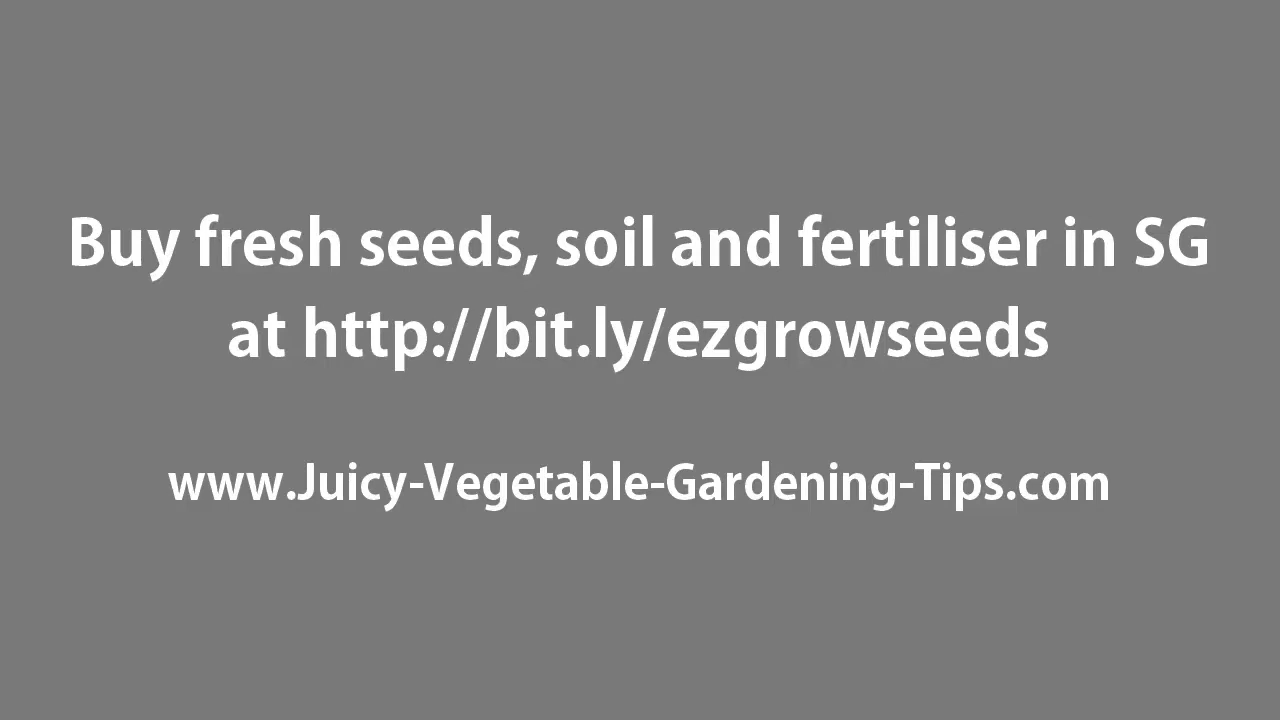 Buy fresh seeds, soil and fertiliser in SG
at http://bit.ly/ezgrowseeds
www.Juicy-Vegetable-Gardening-Tips.com